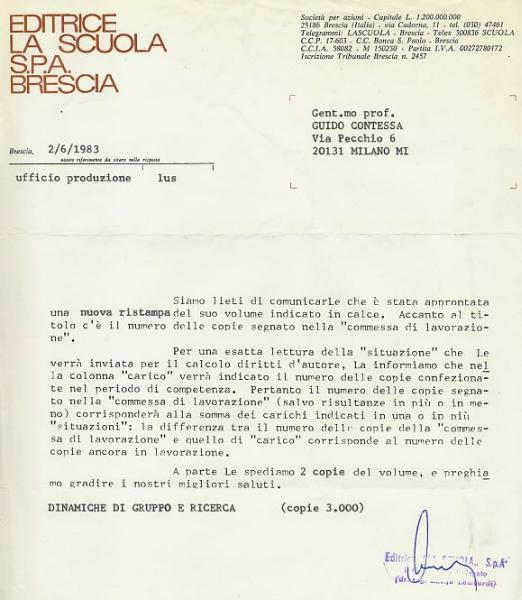 EDITRICE
LA SCUOLA
S.P.A.
BRESCIA
Società per azioni - Capitale L. 1.200.000.000
25186 Brescia (Italia) - via Cadorna, 11 - tel. (030) 47461
Telegrammi: LASCUOLA - Brescia - Telex 300836 SCUOLA
C.C.P. 17-603 - C.C. Banca S. Paolo - Brescia
C.C.I.A. 58082 - M 150230 - Partita I.V.A. 00272780172
Iscrizione Tribunale Brescia n. 2457
Gent.mo prof.
GUIDO CONTESSA
Via Pecchio 6
20131 MILANO MI
Brescia, 2/6/1983
nostro riferimento da citare nella risposta
ufficio produzione lus
Siamo lieti di comunicarLe che è stata approntata
una nuova ristampa del suo volume indicato in calce. Accanto al ti-
tolo c'è il numero delle copie segnato nella "commessa di lavorazio-
ne".
Per una esatta lettura della "situazione" che Le
verrà inviata per il calcolo diritti d'autore, La informiamo che nel
la colonna "carico" verrà indicato il numero delle copie confeziona-
te nel periodo di competenza. Pertanto il numero delle copie segna-
to nella "commessa di lavorazione" (salvo risultanze in più o in me-
no) corrisponderà alla somma dei carichi indicati in una o in più
"situazioni": la differenza tra il numero delle copie della "commes-
sa di lavorazione" e quello di "carico" corrisponde al numero delle
copie ancora in lavorazione.
A parte Le spediamo 2 copie del volume, e preghia
mo gradire i nostri migliori saluti.
DINAMICHE DI GRUPPO E RICERCA (copie 3.000)
Editrice LA SCUOLA S.p.A.